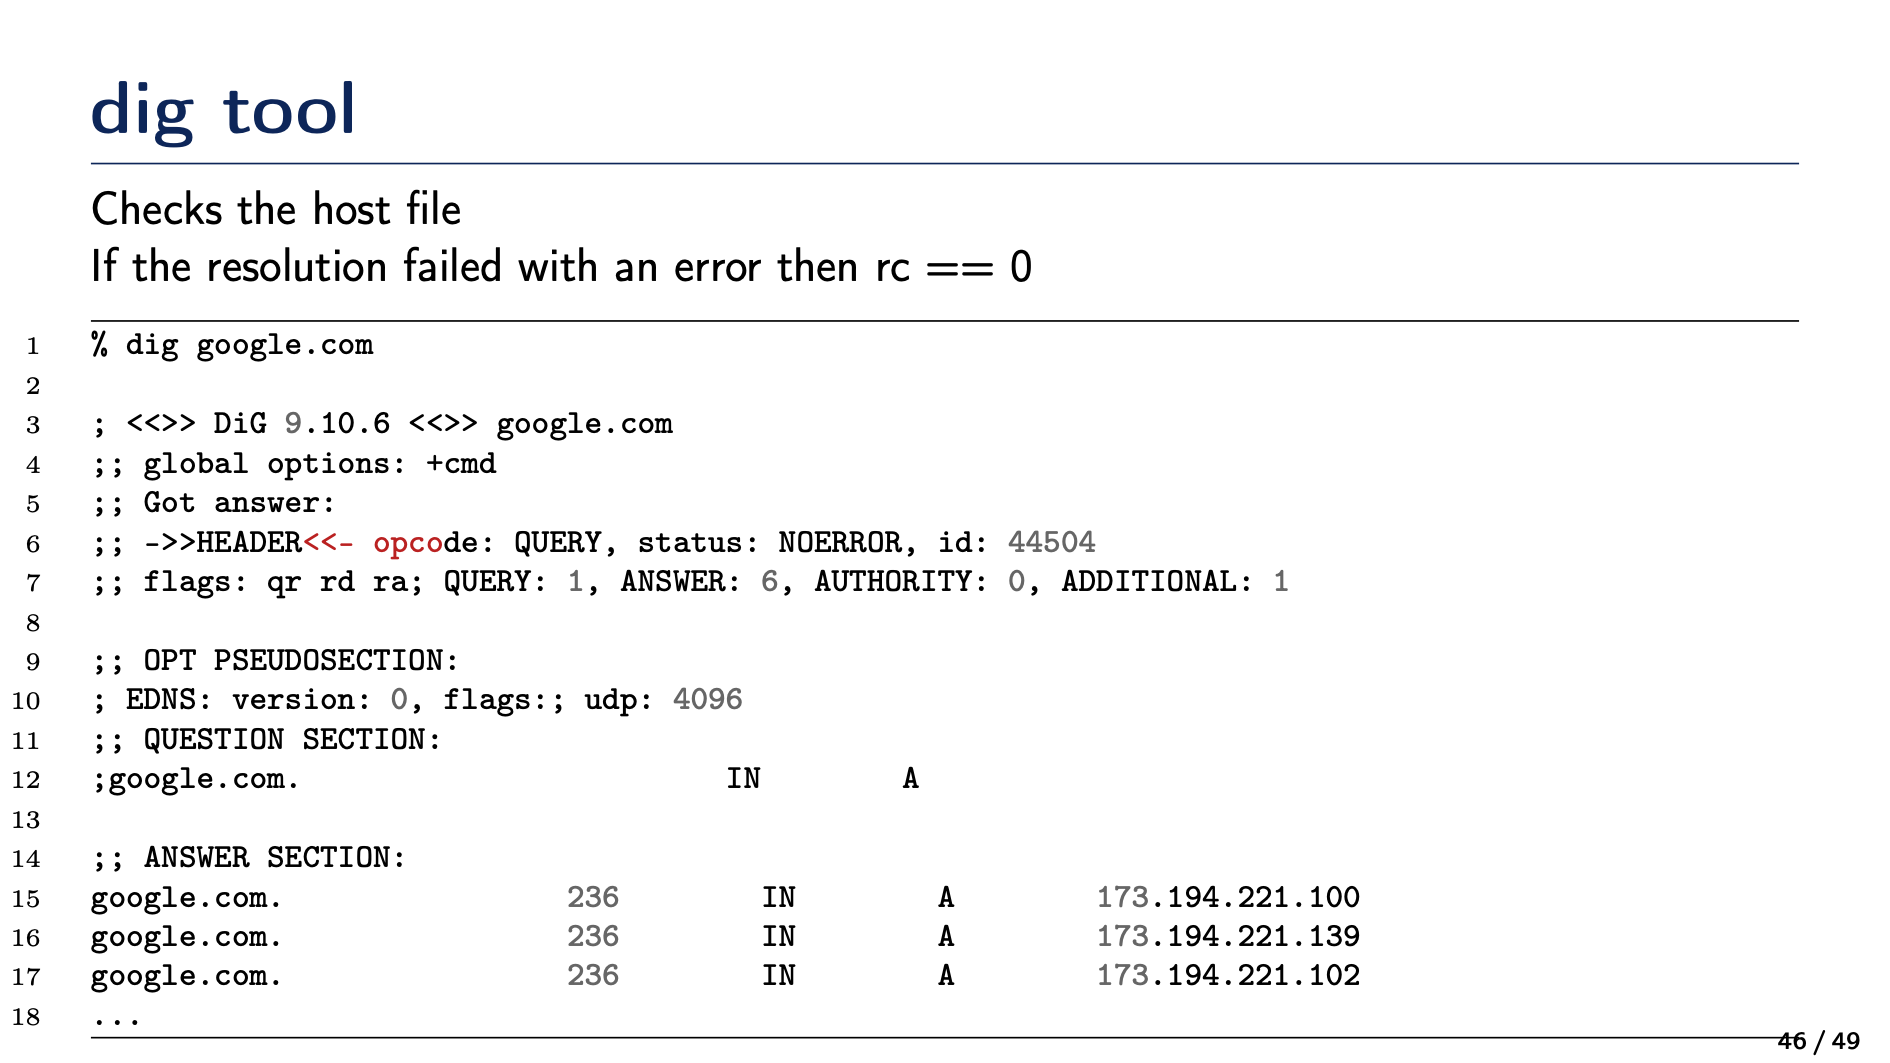 dig tool
Checks the host file
If the resolution failed with an error then rc == 0
1 % dig google.com
2
3 ; <<>> DiG 9.10.6 <<>> google.com
4 ;; global options: +cmd
5 ;; Got answer:
6 ;; ->>HEADER<<- opcode: QUERY, status: NOERROR, id: 44504
7 ;; flags: qr rd ra; QUERY: 1, ANSWER: 6, AUTHORITY: 0, ADDITIONAL: 1
8
9 ;; OPT PSEUDOSECTION:
10 ; EDNS: version: 0, flags:; udp: 4096
11 ;; QUESTION SECTION:
12 ;google.com. IN A
13
14 ;; ANSWER SECTION:
15 google.com. 236 IN A 173.194.221.100
16 google.com. 236 IN A 173.194.221.139
17 google.com. 236 IN A 173.194.221.102
18 ...
46 / 49